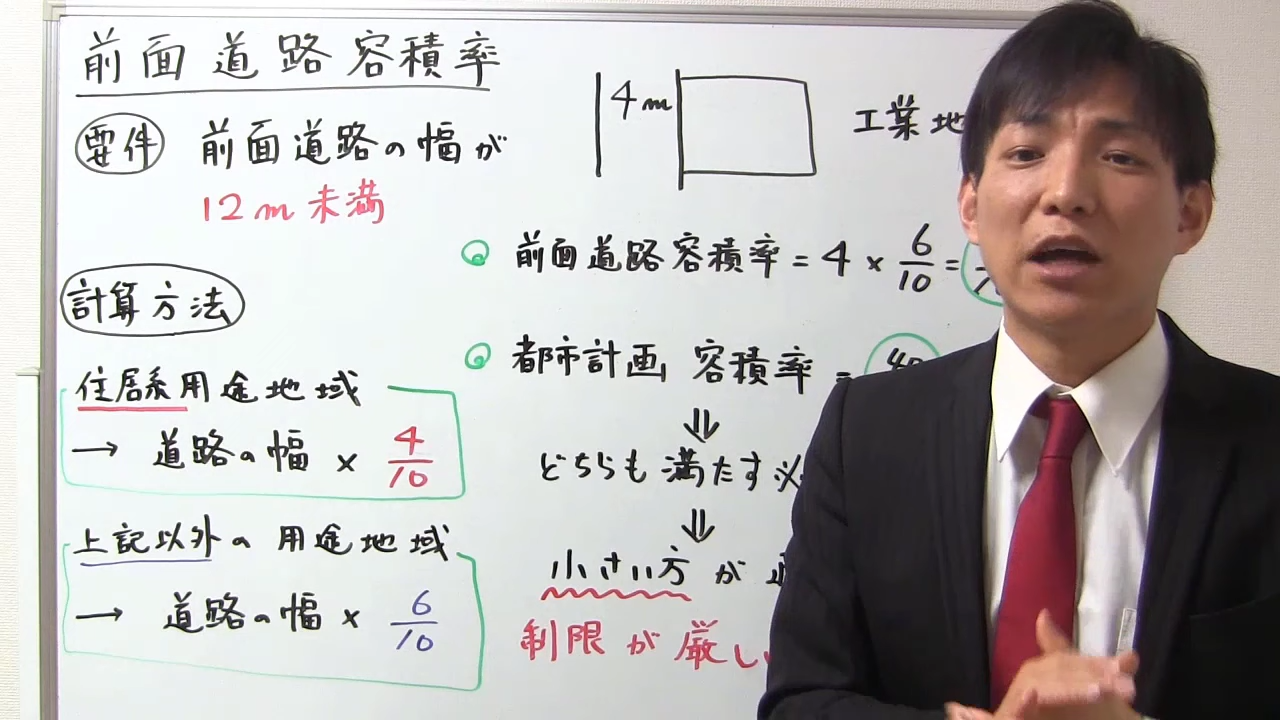 前面道路容積率
要件 前面道路の幅が
12m未満
計算方法
住居系用途地域
→ 道路の幅 × 4/10
上記以外の用途地域
→ 道路の幅 × 6/10
4m
工業地
前面道路容積率 = 4 × 6/10 =
都市計画 容積率 = 40
⇓
どちらも満たす必
⇓
小さい方が
制限が厳し